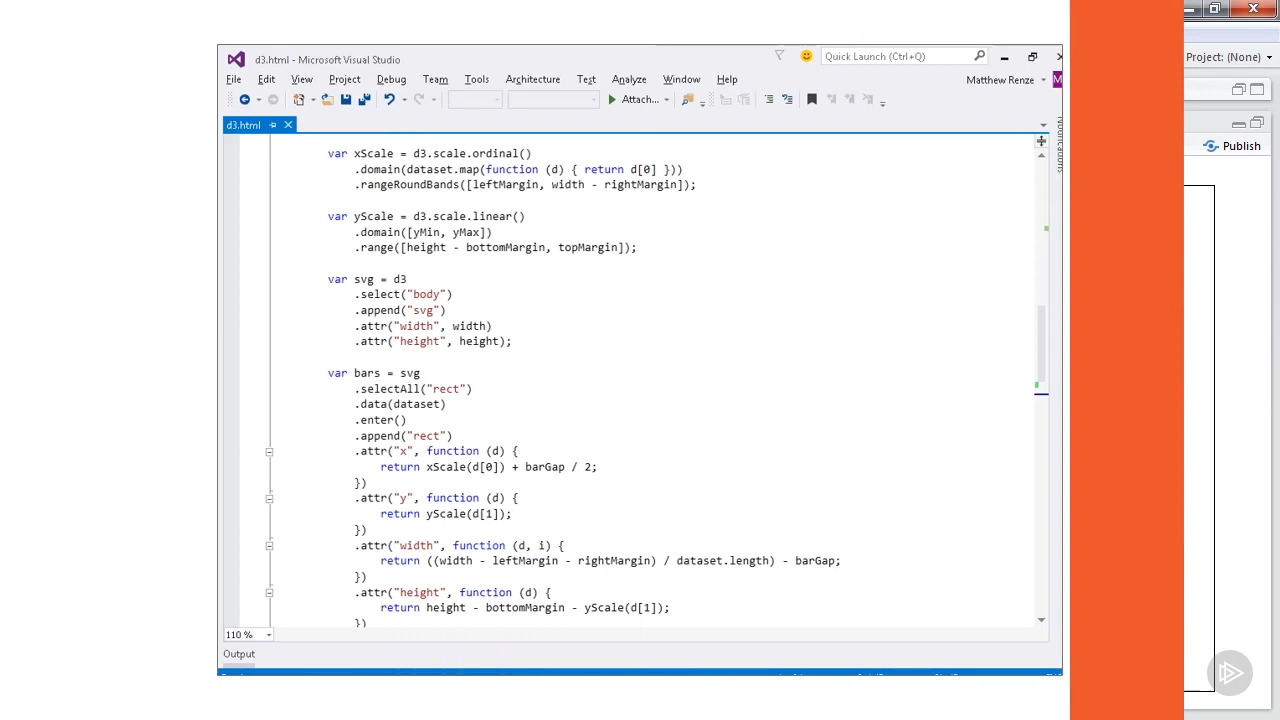 d3.html - Microsoft Visual Studio
Quick Launch (Ctrl+Q)
File Edit View Project Debug Team Tools Architecture Test Analyze Window Help
Matthew Renze
Attach...
d3.html
Notifications
var xScale = d3.scale.ordinal()
.domain(dataset.map(function (d) { return d[0] }))
.rangeRoundBands([leftMargin, width - rightMargin]);
var yScale = d3.scale.linear()
.domain([yMin, yMax])
.range([height - bottomMargin, topMargin]);
var svg = d3
.select("body")
.append("svg")
.attr("width", width)
.attr("height", height);
var bars = svg
.selectAll("rect")
.data(dataset)
.enter()
.append("rect")
.attr("x", function (d) {
return xScale(d[0]) + barGap / 2;
})
.attr("y", function (d) {
return yScale(d[1]);
})
.attr("width", function (d, i) {
return ((width - leftMargin - rightMargin) / dataset.length) - barGap;
})
.attr("height", function (d) {
return height - bottomMargin - yScale(d[1]);
})
110 %
Output
Project: (None)
Publish